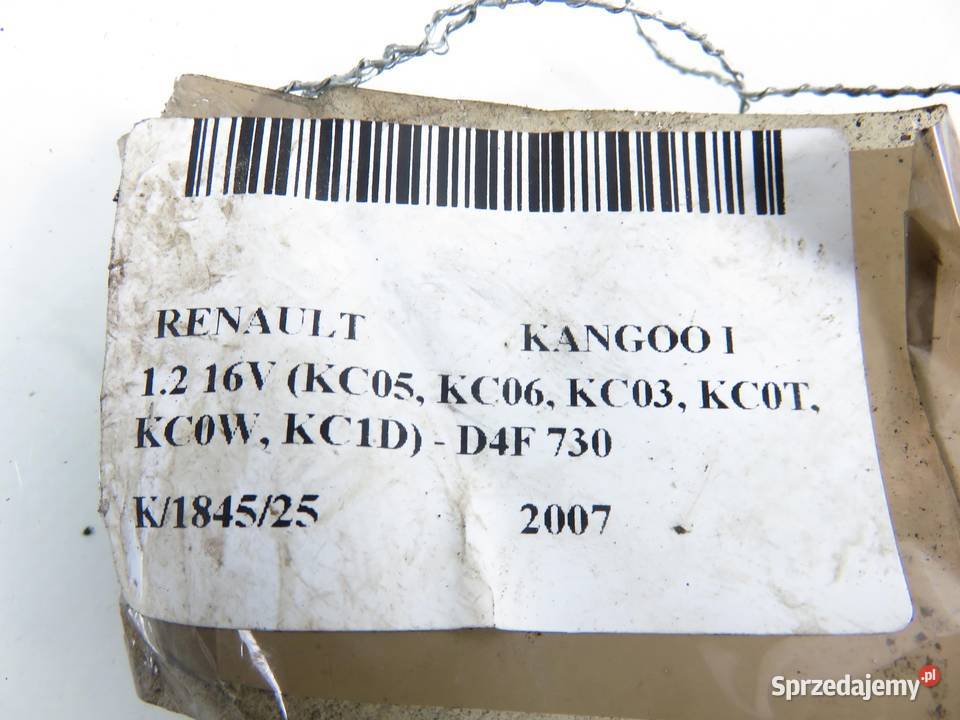 RENAULT KANGOO I
1.2 16V (KC05, KC06, KC03, KC0T,
KC0W, KC1D) - D4F 730
K/1845/25 2007
Sprzedajemy.pl